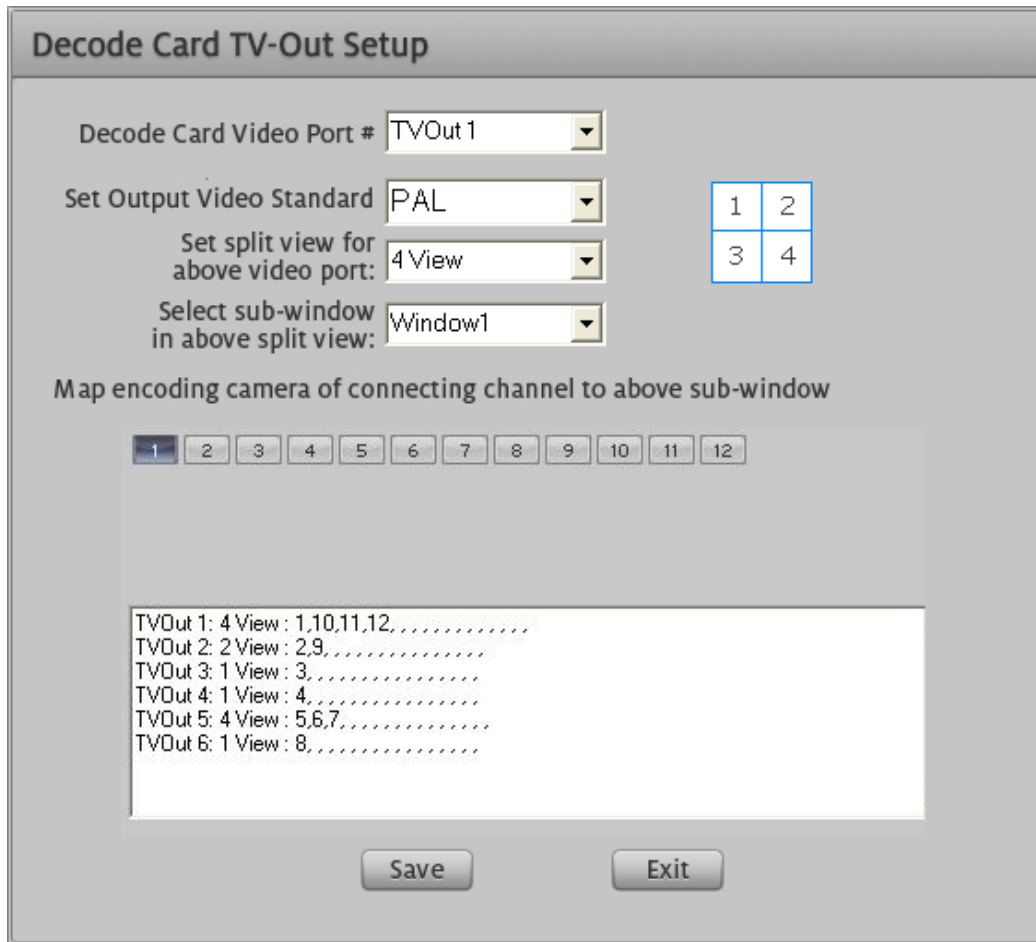 Decode Card TV-Out Setup
Decode Card Video Port # TVOut1
Set Output Video Standard PAL
1 2
3 4
Set split view for
above video port: 4 View
Select sub-window
in above split view: Window1
Map encoding camera of connecting channel to above sub-window
1 2 3 4 5 6 7 8 9 10 11 12
TVOut 1: 4 View : 1,10,11,12, , , , , , , , , , , , ,
TVOut 2: 2 View : 2,9, , , , , , , , , , , , , , ,
TVOut 3: 1 View : 3, , , , , , , , , , , , , , , ,
TVOut 4: 1 View : 4, , , , , , , , , , , , , , , ,
TVOut 5: 4 View : 5,6,7, , , , , , , , , , , , , ,
TVOut 6: 1 View : 8, , , , , , , , , , , , , , , ,
Save Exit